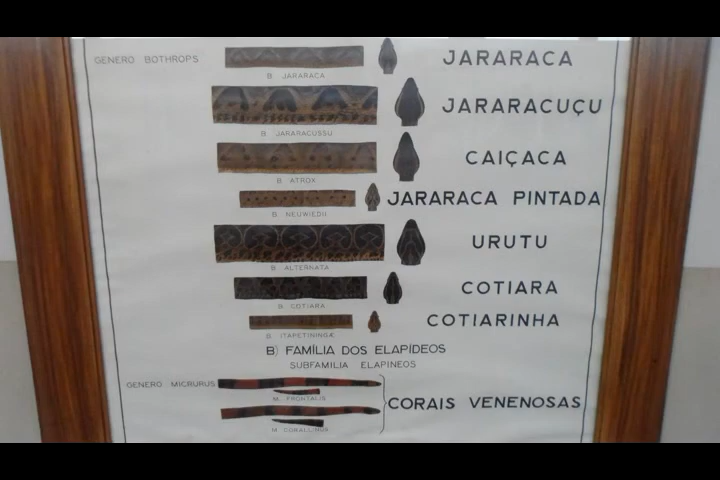 GENERO BOTHROPS
B. JARARACA
JARARACA
B. JARARACUSSU
JARARACUÇU
B. ATROX
CAIÇACA
B. NEUWIEDII
JARARACA PINTADA
B. ALTERNATA
URUTU
B. COTIARA
COTIARA
B. ITAPETININGÆ
COTIARINHA
B) FAMÍLIA DOS ELAPÍDEOS
SUBFAMILIA ELAPINEOS
GENERO MICRURUS
M. FRONTALIS
CORAIS VENENOSAS
M. CORALLINUS